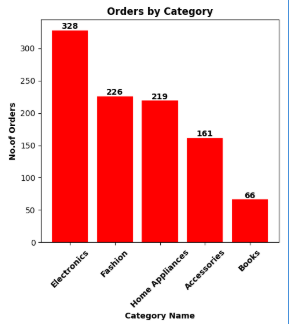 Orders by Category
328
226
219
161
66
No.of Orders
300
250
200
150
100
50
0
Electronics
Fashion
Home Appliances
Accessories
Books
Category Name